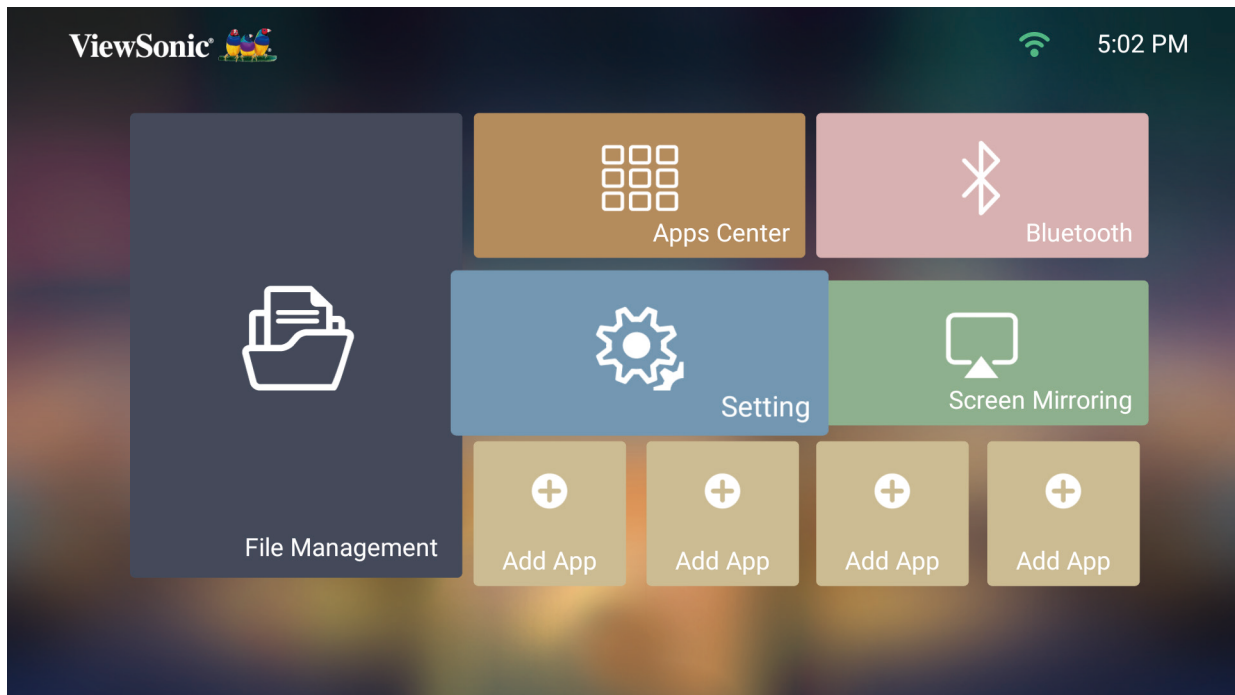 ViewSonic®
5:02 PM
Apps Center
Bluetooth
Setting
Screen Mirroring
File Management
Add App
Add App
Add App
Add App